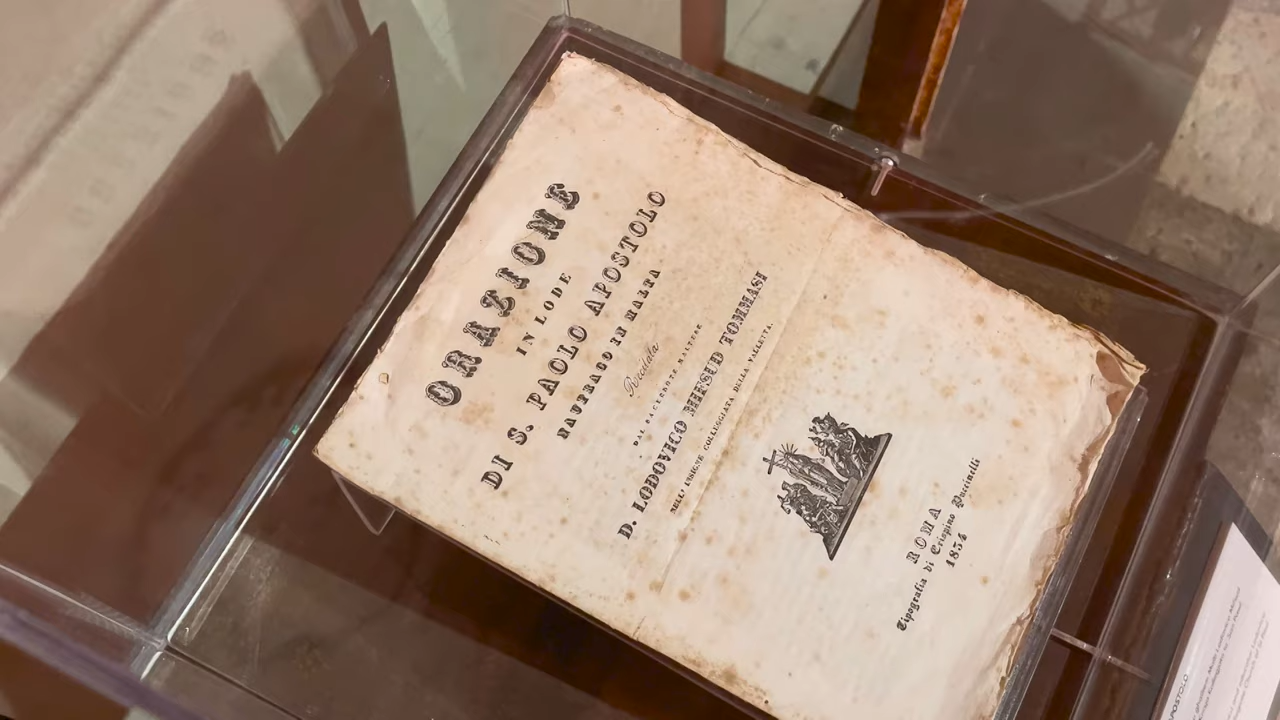 ORAZIONE
IN LODE
DI S. PAOLO APOSTOLO
NAUFRAGO IN MALTA
Recitata
DAL SACERDOTE MALTESE
D. LODOVICO MIFSUD TOMMASI
NELL' INSIGNE COLLEGIATA DELLA VALLETTA.
ROMA
Tipografia di Crispino Puccinelli
1834
POSTOLO